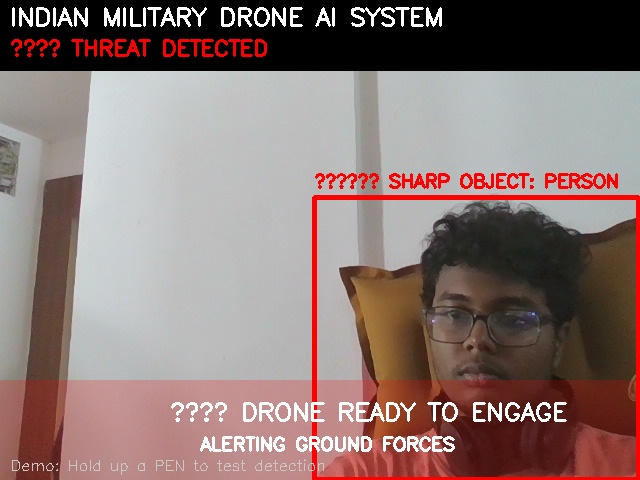 INDIAN MILITARY DRONE AI SYSTEM
???? THREAT DETECTED
?????? SHARP OBJECT: PERSON
???? DRONE READY TO ENGAGE
ALERTING GROUND FORCES
Demo: Hold up a PEN to test detection